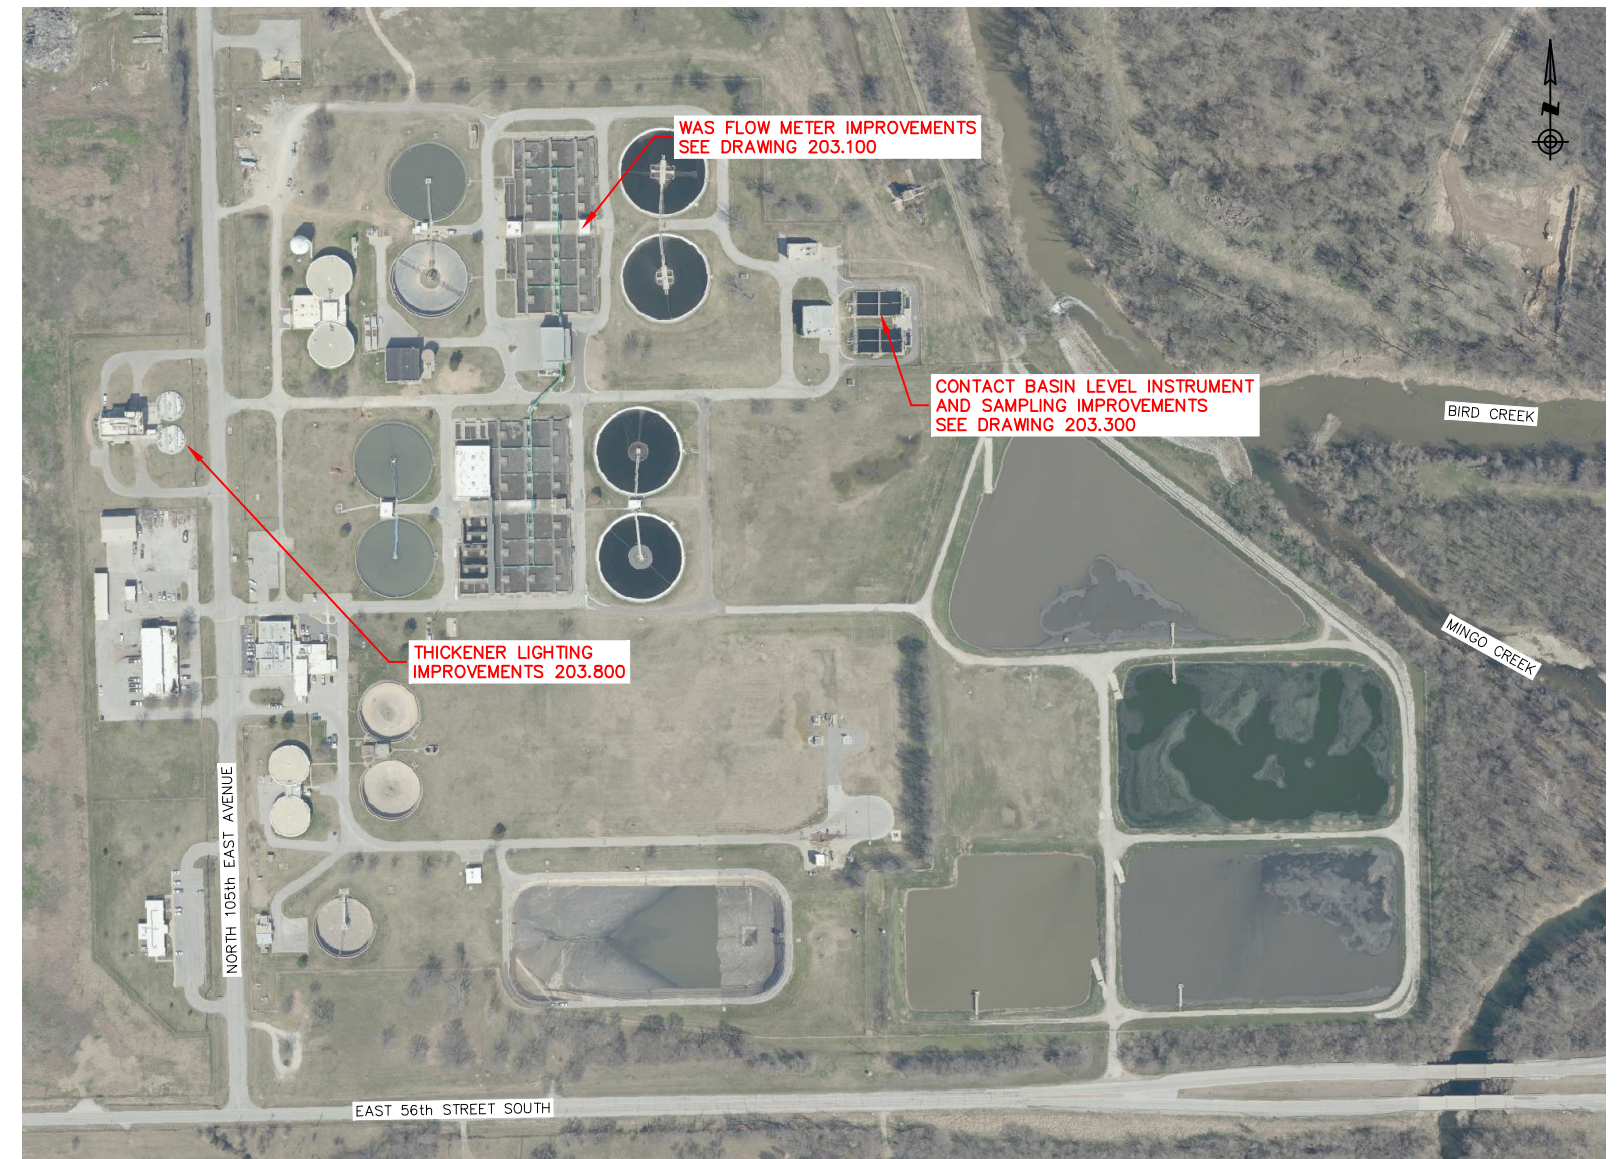 WAS FLOW METER IMPROVEMENTS
SEE DRAWING 203.100
N
CONTACT BASIN LEVEL INSTRUMENT
AND SAMPLING IMPROVEMENTS
SEE DRAWING 203.300
BIRD CREEK
MINGO CREEK
THICKENER LIGHTING
IMPROVEMENTS 203.800
NORTH 105th EAST AVENUE
EAST 56th STREET SOUTH